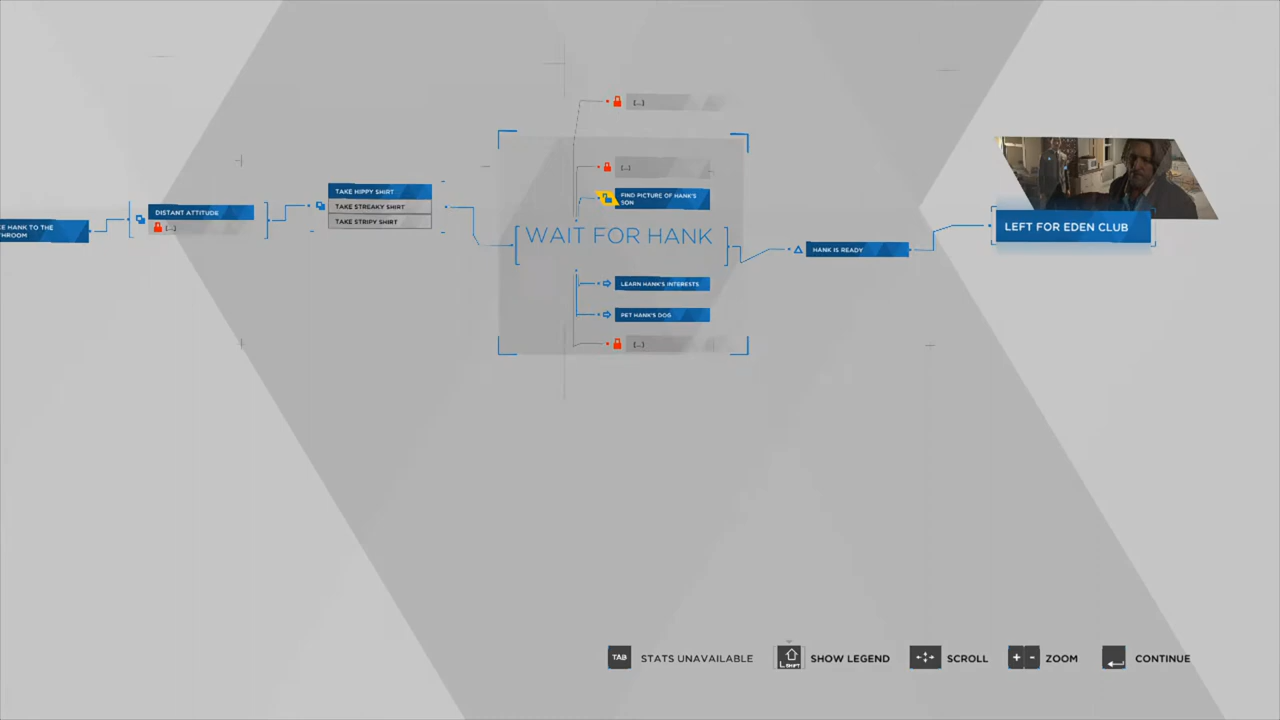 KE HANK TO THE
THROOM
DISTANT ATTITUDE
[...]
TAKE HIPPY SHIRT
TAKE STREAKY SHIRT
TAKE STRIPY SHIRT
[...]
[...]
FIND PICTURE OF HANK'S
SON
WAIT FOR HANK
LEARN HANK'S INTERESTS
PET HANK'S DOG
[...]
HANK IS READY
LEFT FOR EDEN CLUB
TAB STATS UNAVAILABLE
L SHIFT SHOW LEGEND
SCROLL
+ - ZOOM
CONTINUE